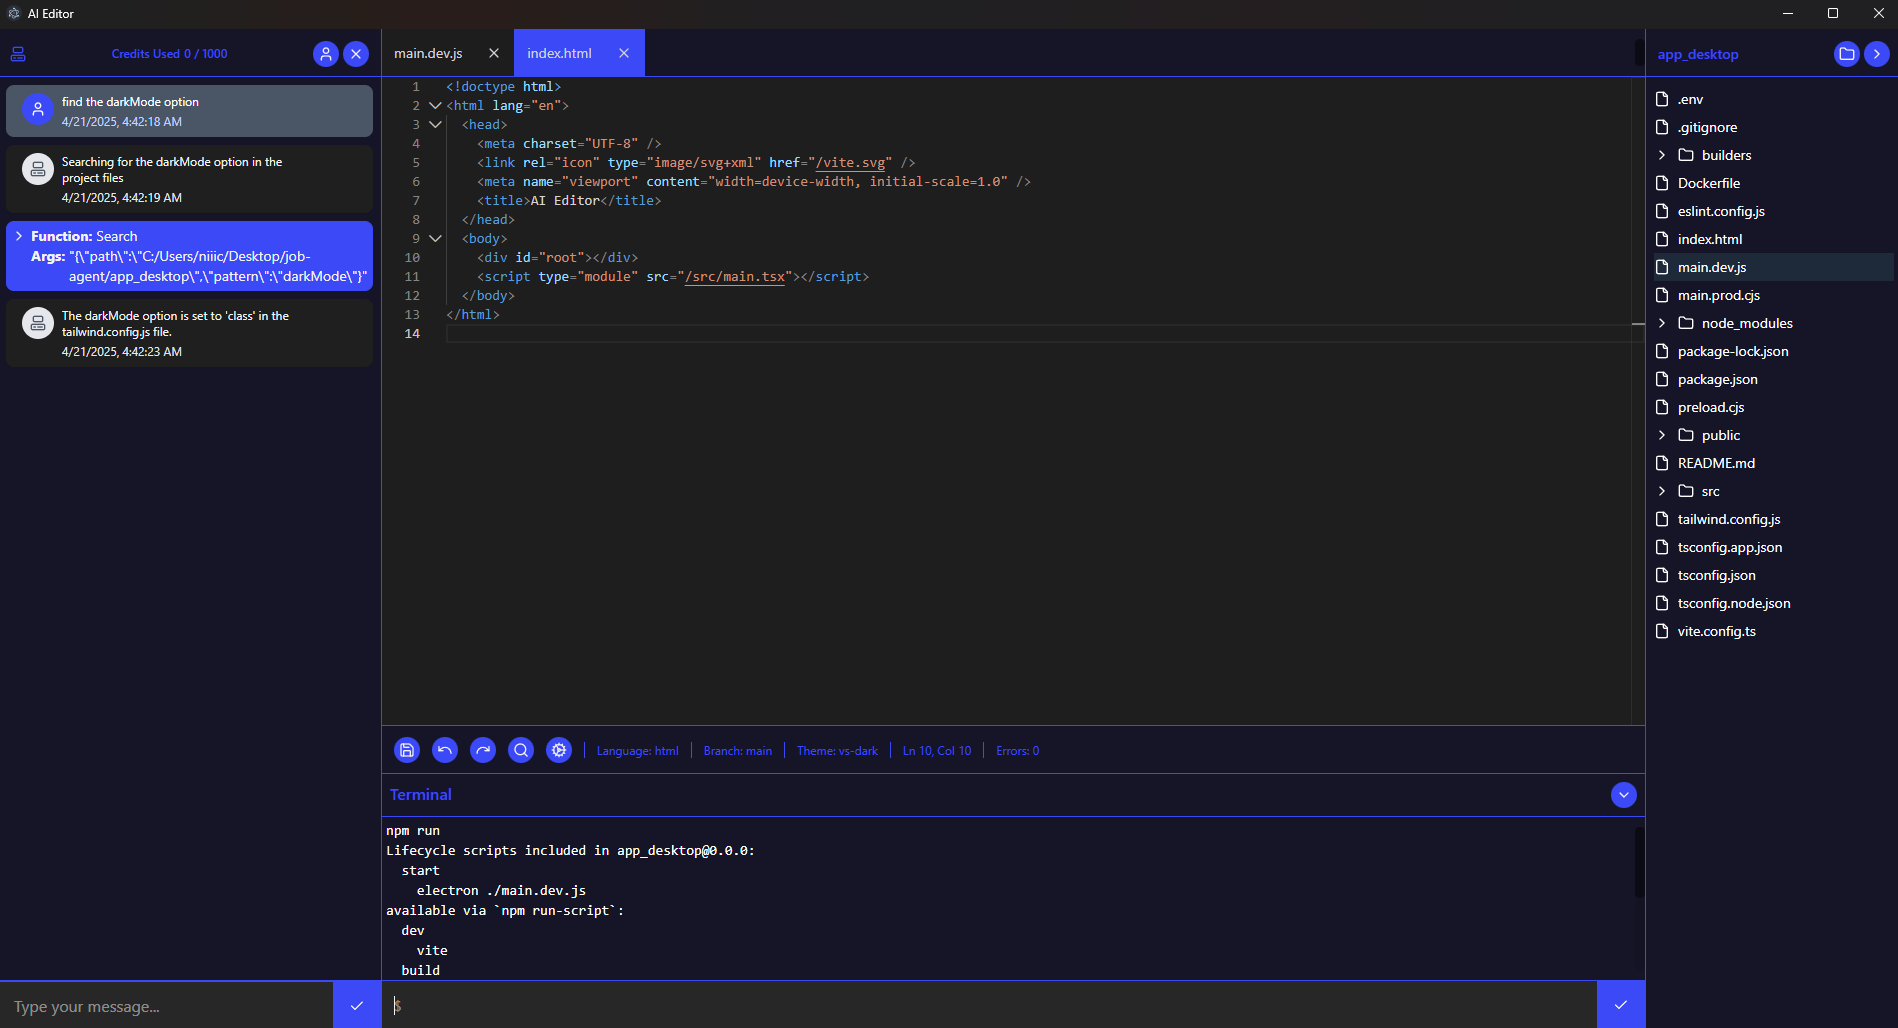 AI Editor
Credits Used 0 / 1000
find the darkMode option
4/21/2025, 4:42:18 AM
Searching for the darkMode option in the
project files
4/21/2025, 4:42:19 AM
Function: Search
Args: "{\"path\":\"C:/Users/niiic/Desktop/job-
agent/app_desktop\",\"pattern\":\"darkMode\"}"
The darkMode option is set to 'class' in the
tailwind.config.js file.
4/21/2025, 4:42:23 AM
Type your message...
main.dev.js
index.html
1 <!doctype html>
2 <html lang="en">
3 <head>
4 <meta charset="UTF-8" />
5 <link rel="icon" type="image/svg+xml" href="/vite.svg" />
6 <meta name="viewport" content="width=device-width, initial-scale=1.0" />
7 <title>AI Editor</title>
8 </head>
9 <body>
10 <div id="root"></div>
11 <script type="module" src="/src/main.tsx"></script>
12 </body>
13 </html>
14
Language: html
Branch: main
Theme: vs-dark
Ln 10, Col 10
Errors: 0
Terminal
npm run
Lifecycle scripts included in app_desktop@0.0.0:
start
electron ./main.dev.js
available via `npm run-script`:
dev
vite
build
$
app_desktop
.env
.gitignore
builders
Dockerfile
eslint.config.js
index.html
main.dev.js
main.prod.cjs
node_modules
package-lock.json
package.json
preload.cjs
public
README.md
src
tailwind.config.js
tsconfig.app.json
tsconfig.json
tsconfig.node.json
vite.config.ts